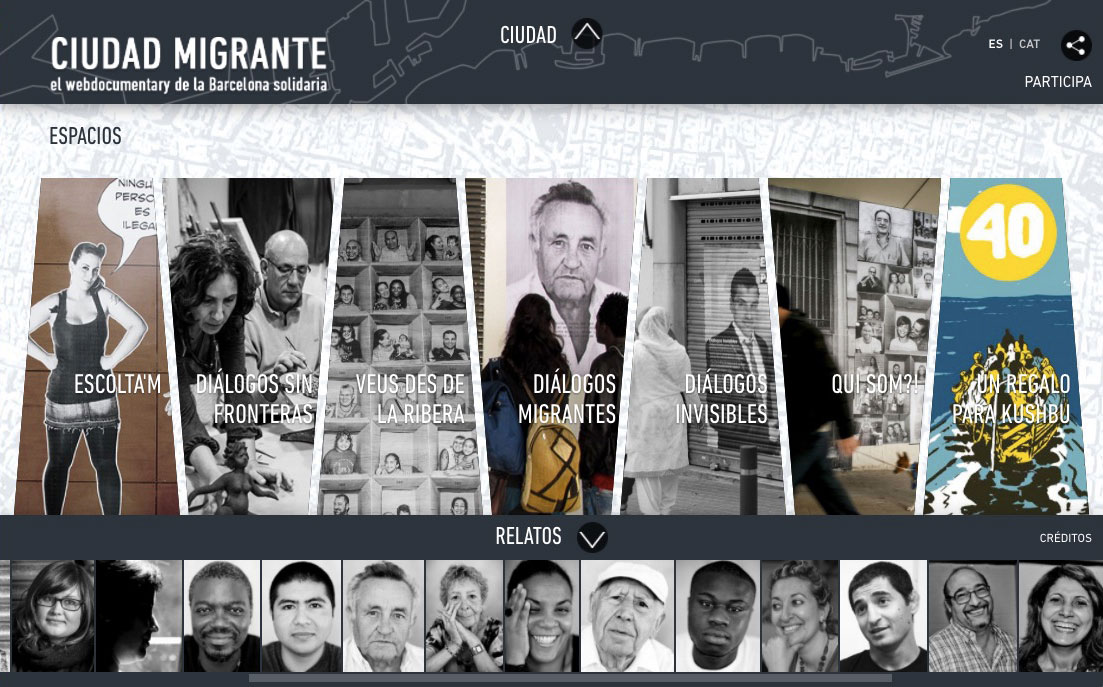 CIUDAD MIGRANTE
el webdocumentary de la Barcelona solidaria
CIUDAD
ES | CAT
PARTICIPA
ESPACIOS
NINGU
PERSO
ES
ILEGA
40
ESCOLTA'M
DIÁLOGOS SIN
FRONTERAS
VEUS DES DE
LA RIBERA
DIÁLOGOS
MIGRANTES
DIÁLOGOS
INVISIBLES
QUI SOM?!
UN REGALO
PARA KUSHBU
RELATOS
CRÉDITOS